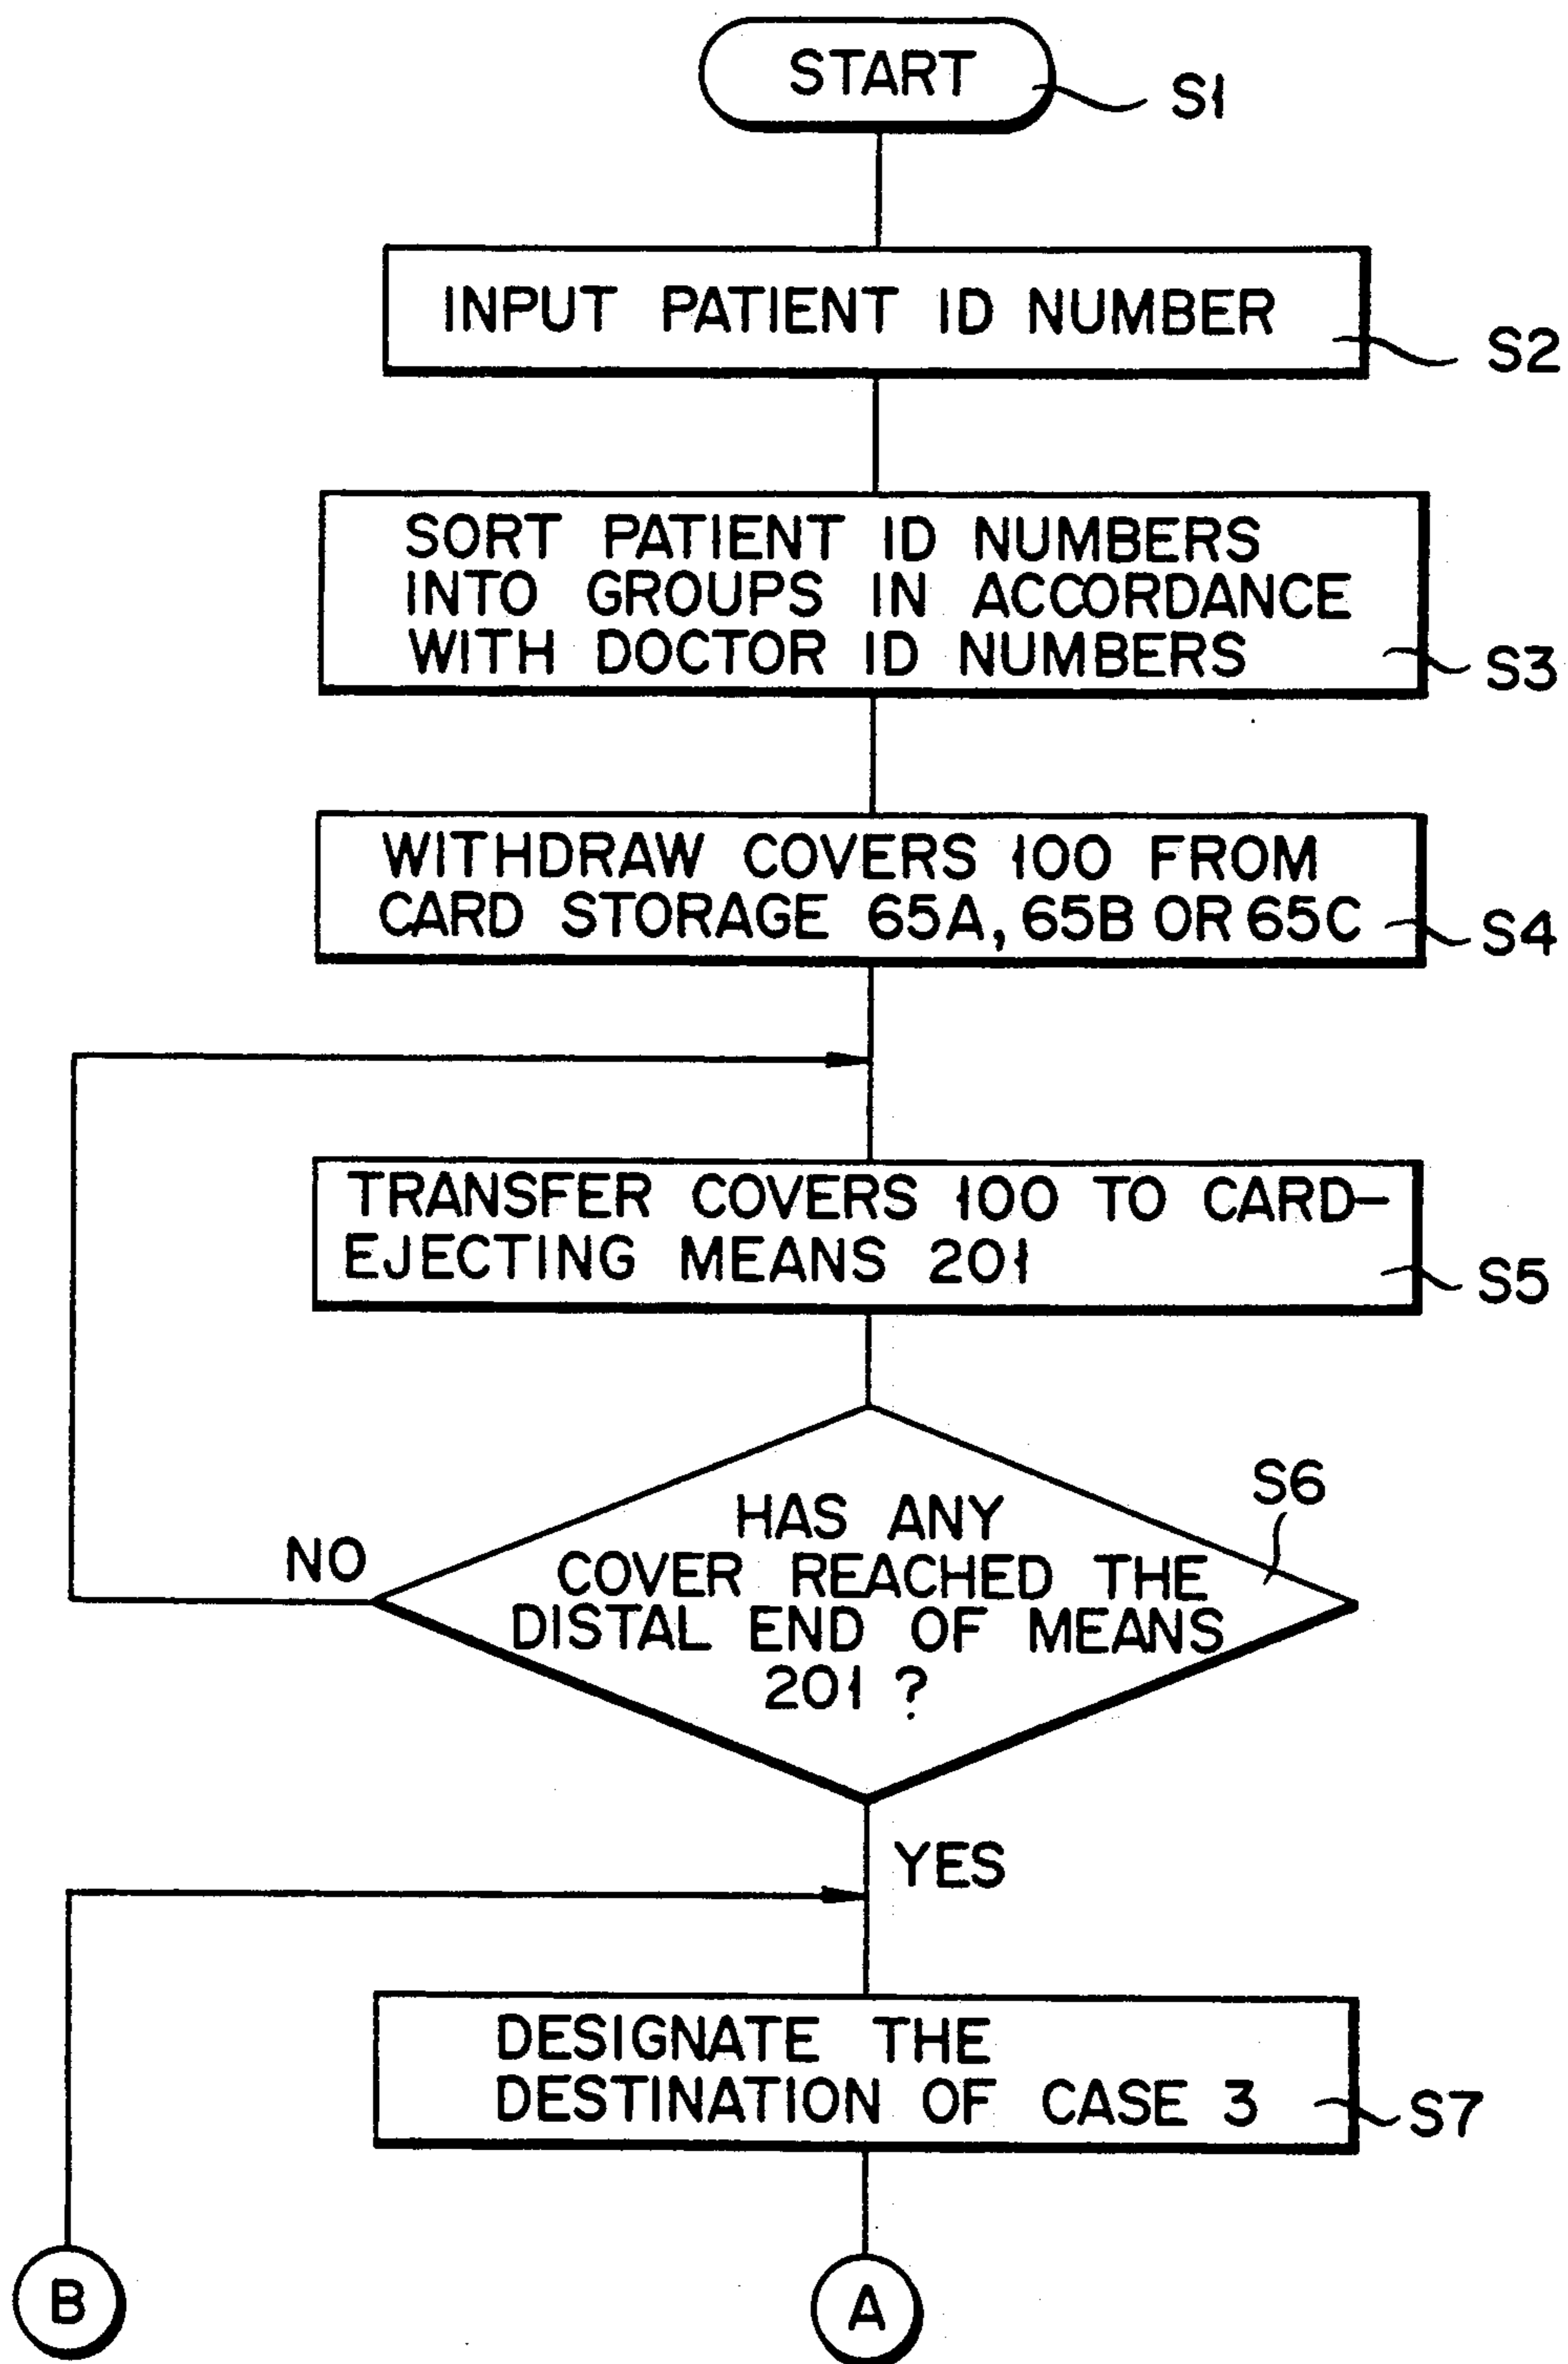 START
S1
INPUT PATIENT ID NUMBER
S2
SORT PATIENT ID NUMBERS
INTO GROUPS IN ACCORDANCE
WITH DOCTOR ID NUMBERS
S3
WITHDRAW COVERS 100 FROM
CARD STORAGE 65A, 65B OR 65C
S4
TRANSFER COVERS 100 TO CARD-
EJECTING MEANS 201
S5
S6
HAS ANY
COVER REACHED THE
DISTAL END OF MEANS
201 ?
NO
YES
DESIGNATE THE
DESTINATION OF CASE 3
S7
B
A